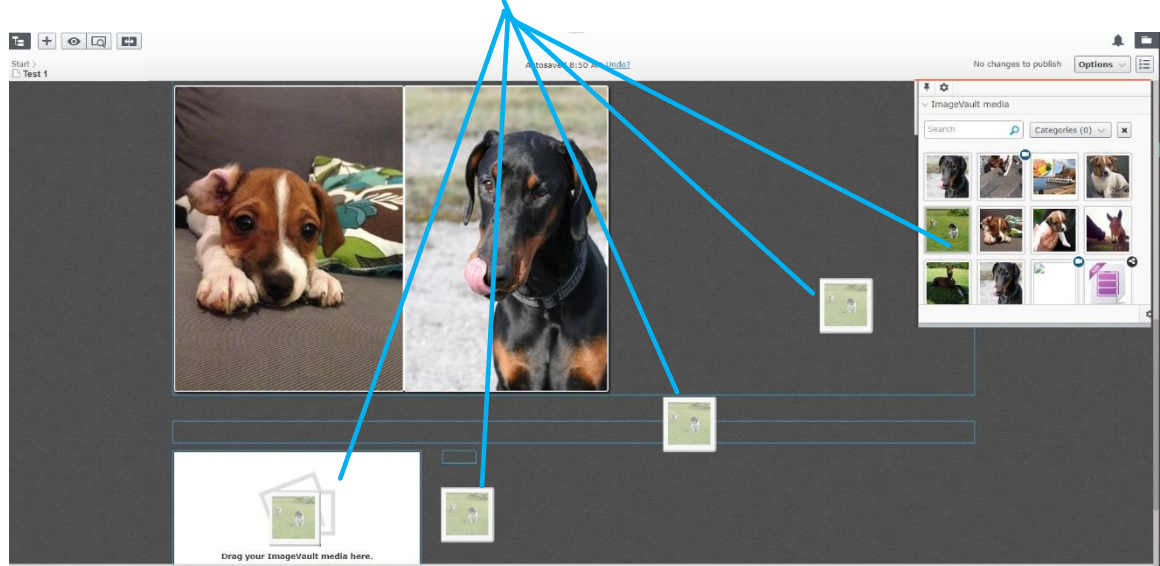 Start 〉
Test 1
Autosaved 8:50 AM Undo?
No changes to publish
Options
ImageVault media
Search
Categories (0)
Drag your ImageVault media here.